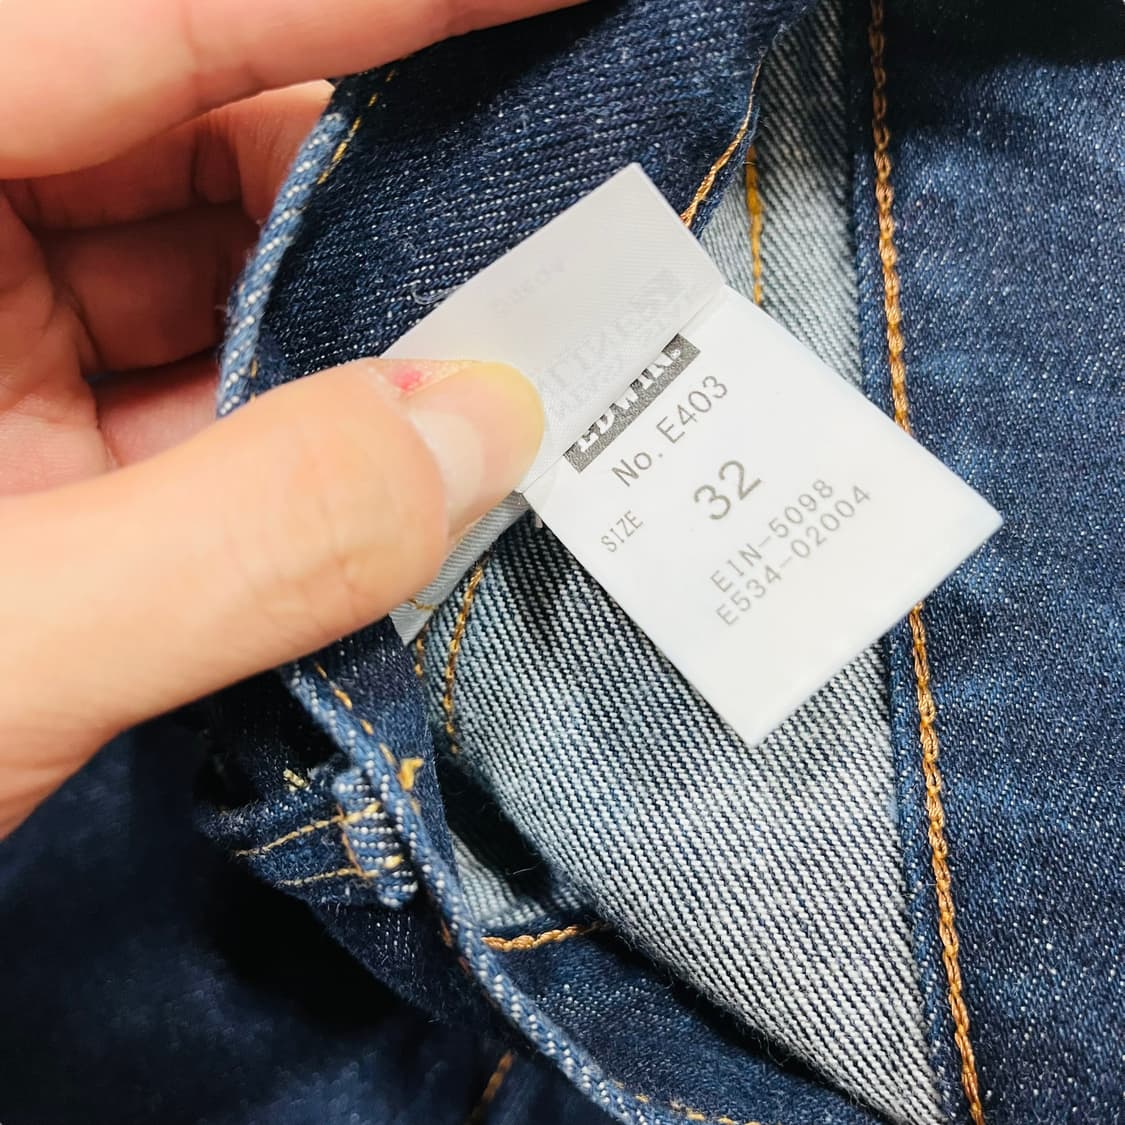 EDWIN
No. E403
SIZE 32
EIN-5098
E534-02004